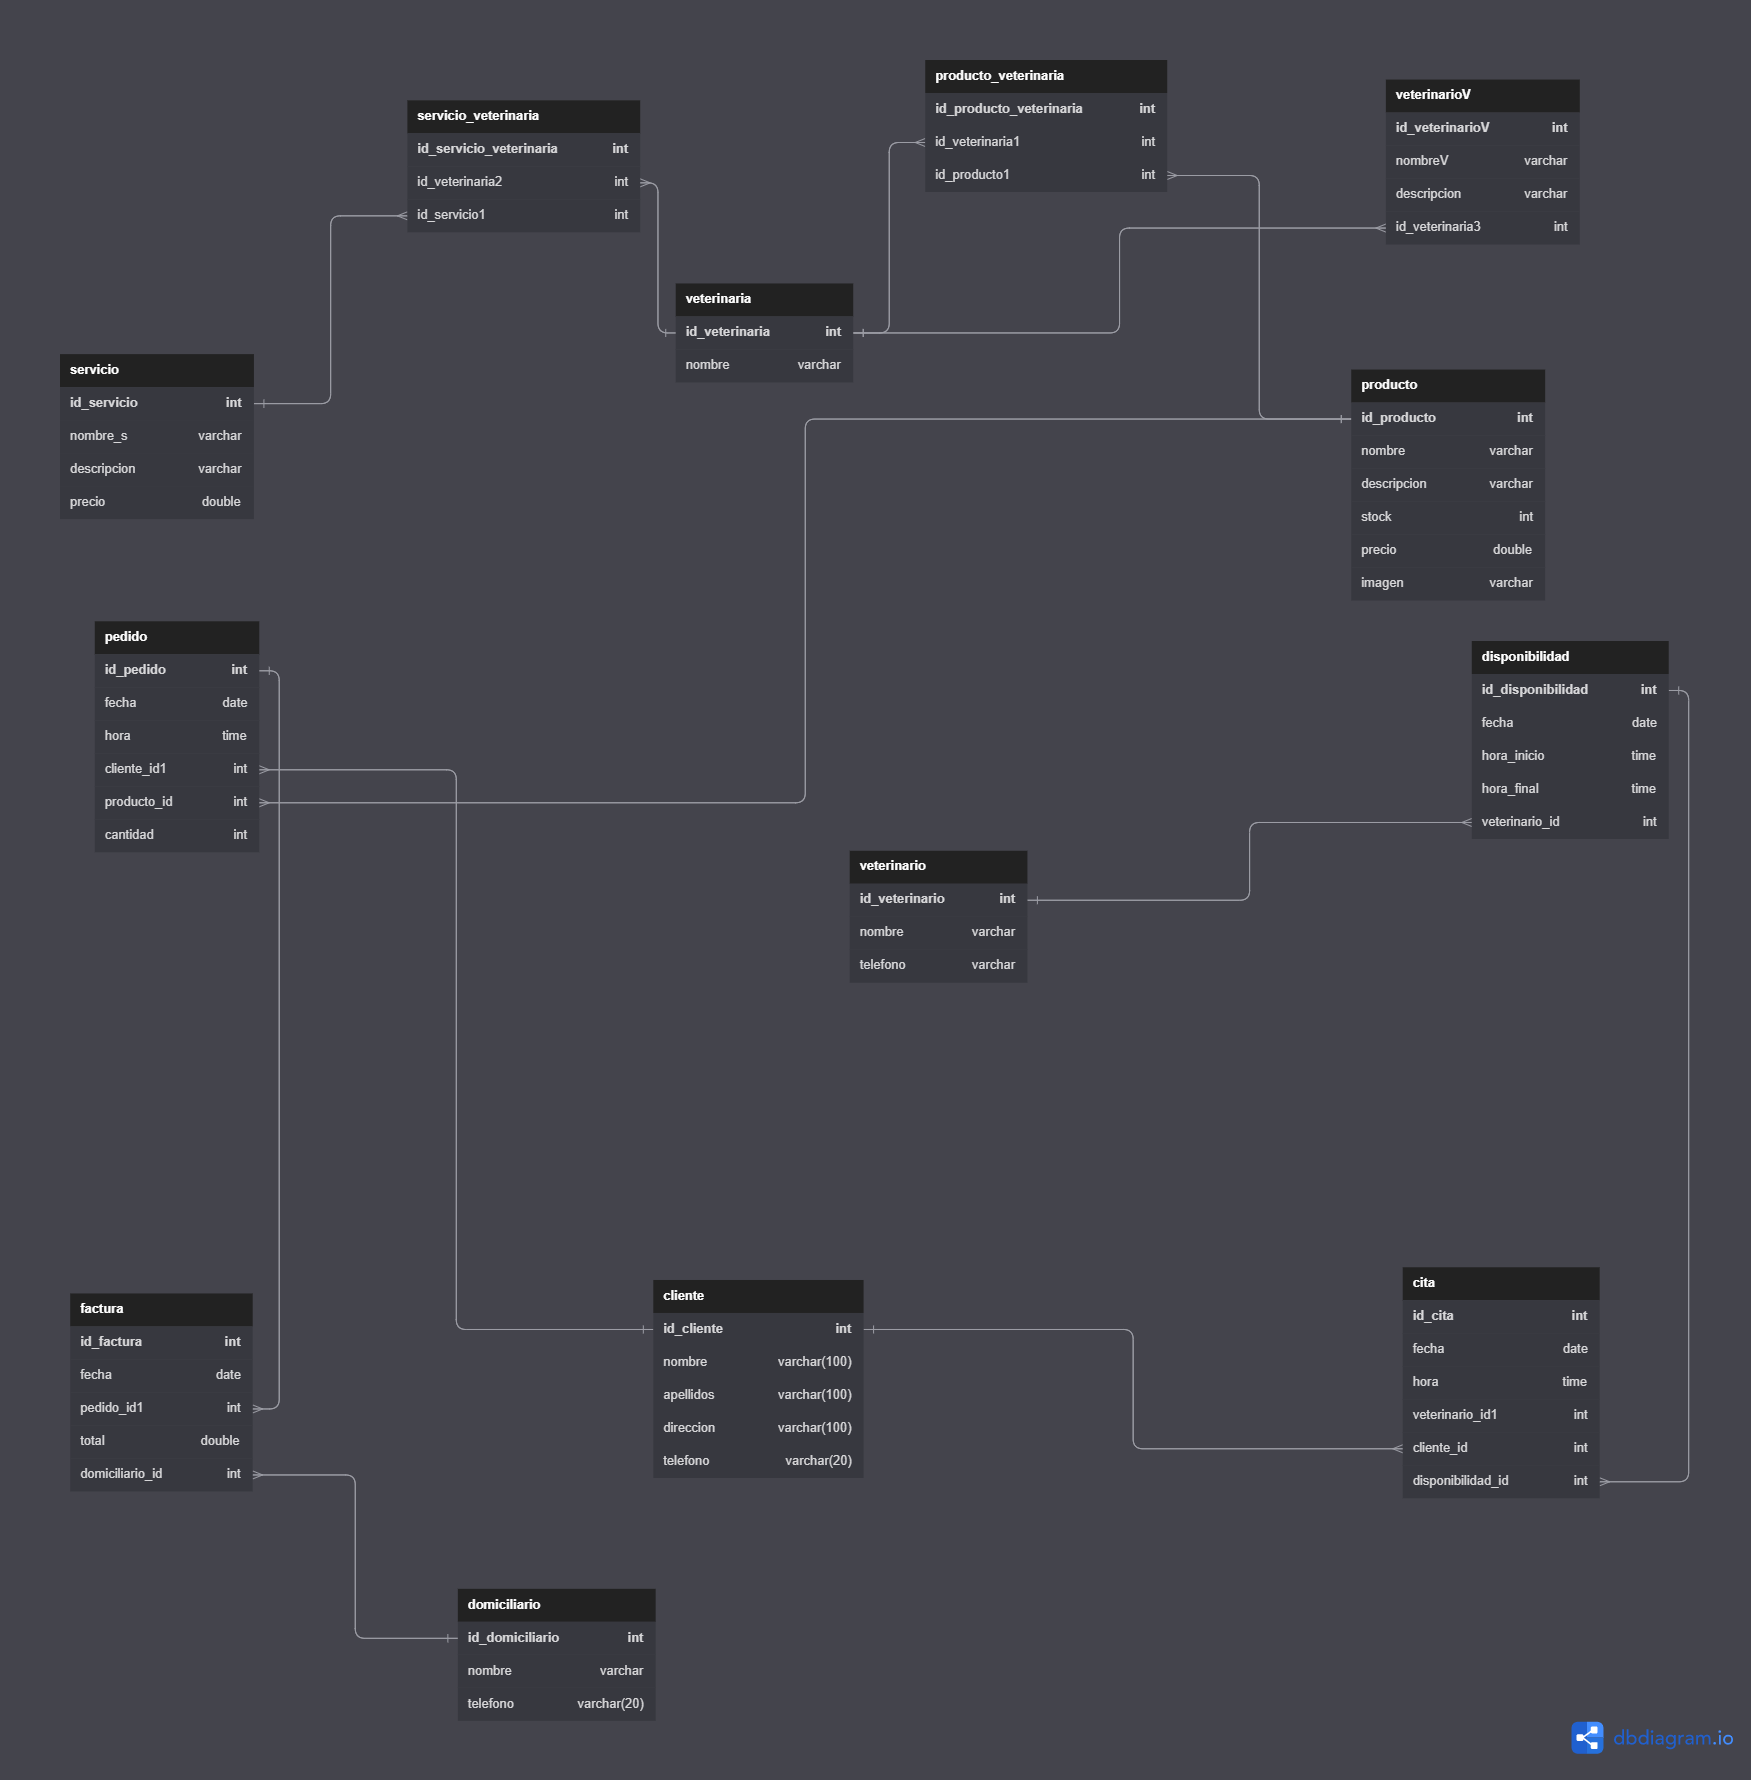 producto_veterinaria
id_producto_veterinaria int
id_veterinaria1 int
id_producto1 int
veterinarioV
id_veterinarioV int
nombreV varchar
descripcion varchar
id_veterinaria3 int
servicio_veterinaria
id_servicio_veterinaria int
id_veterinaria2 int
id_servicio1 int
veterinaria
id_veterinaria int
nombre varchar
servicio
id_servicio int
nombre_s varchar
descripcion varchar
precio double
producto
id_producto int
nombre varchar
descripcion varchar
stock int
precio double
imagen varchar
pedido
id_pedido int
fecha date
hora time
cliente_id1 int
producto_id int
cantidad int
disponibilidad
id_disponibilidad int
fecha date
hora_inicio time
hora_final time
veterinario_id int
veterinario
id_veterinario int
nombre varchar
telefono varchar
factura
id_factura int
fecha date
pedido_id1 int
total double
domiciliario_id int
cliente
id_cliente int
nombre varchar(100)
apellidos varchar(100)
direccion varchar(100)
telefono varchar(20)
cita
id_cita int
fecha date
hora time
veterinario_id1 int
cliente_id int
disponibilidad_id int
domiciliario
id_domiciliario int
nombre varchar
telefono varchar(20)
dbdiagram.io